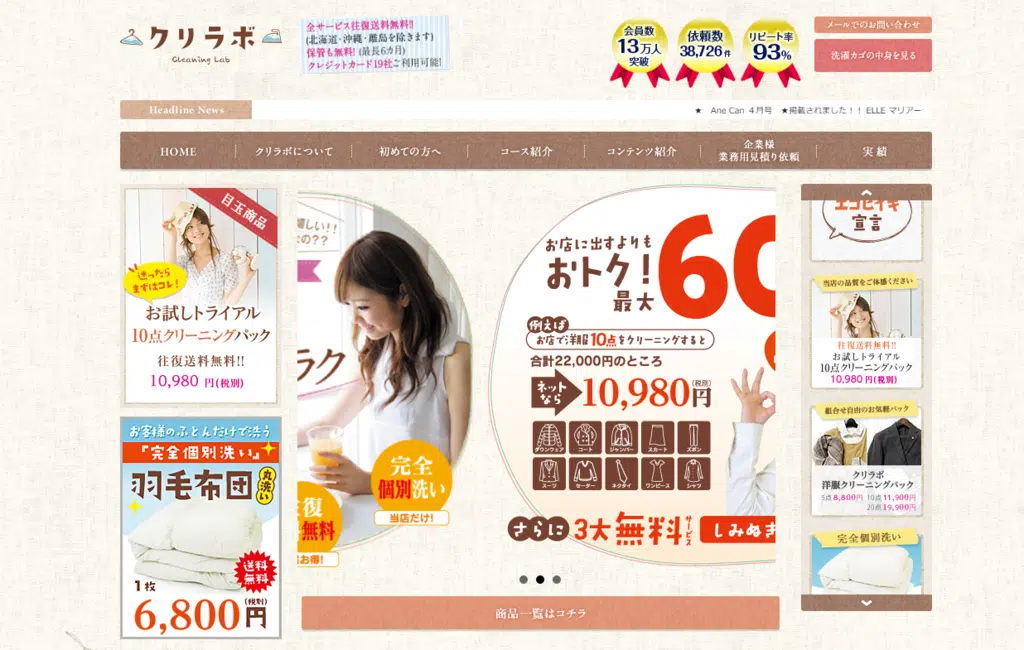 クリラボ
Cleaning Lab
全サービス往復送料無料!!
(北海道・沖縄・離島を除きます)
保管も無料! (最長6カ月)
クレジットカード19社ご利用可能!
会員数
13万人
突破
依頼数
38,726件
リピート率
93%
メールでのお問い合わせ
洗濯カゴの中身を見る
Headline News
★ Ane Can 4月号 ★掲載されました！！ ELLE マリアー
HOME
クリラボについて
初めての方へ
コース紹介
コンテンツ紹介
企業様
業務用見積り依頼
実績
目玉商品
迷ったら
まずはコレ!
お試しトライアル
10点クリーニングパック
往復送料無料!!
10,980 円(税別)
お客様のふとんだけで洗う
『完全個別洗い』
羽毛布団
丸洗い
送料
無料
1枚
6,800円
(税別)
嬉しい!!
なの??
ラク
完全
個別洗い
当店だけ!
復
無料
お得!
お店に出すよりも
おトク!
最大
60
例えば
お店で洋服10点をクリーニングすると
合計22,000円のところ
ネット
なら
10,980円
(税別)
ダウンウェア
コート
ジャンパー
スカート
ズボン
スーツ
セーター
ネクタイ
ワンピース
シャツ
さらに
3大無料サービス
しみぬき
商品一覧はコチラ
エコヒイキ
宣言
当店の品質をご体感ください
往復送料無料!!
お試しトライアル
10点クリーニングパック
10,980 円(税別)
組合せ自由のお気軽パック
クリラボ
洋服クリーニングパック
5点 8,800円 10点 11,900円
20点 19,900円
完全個別洗い